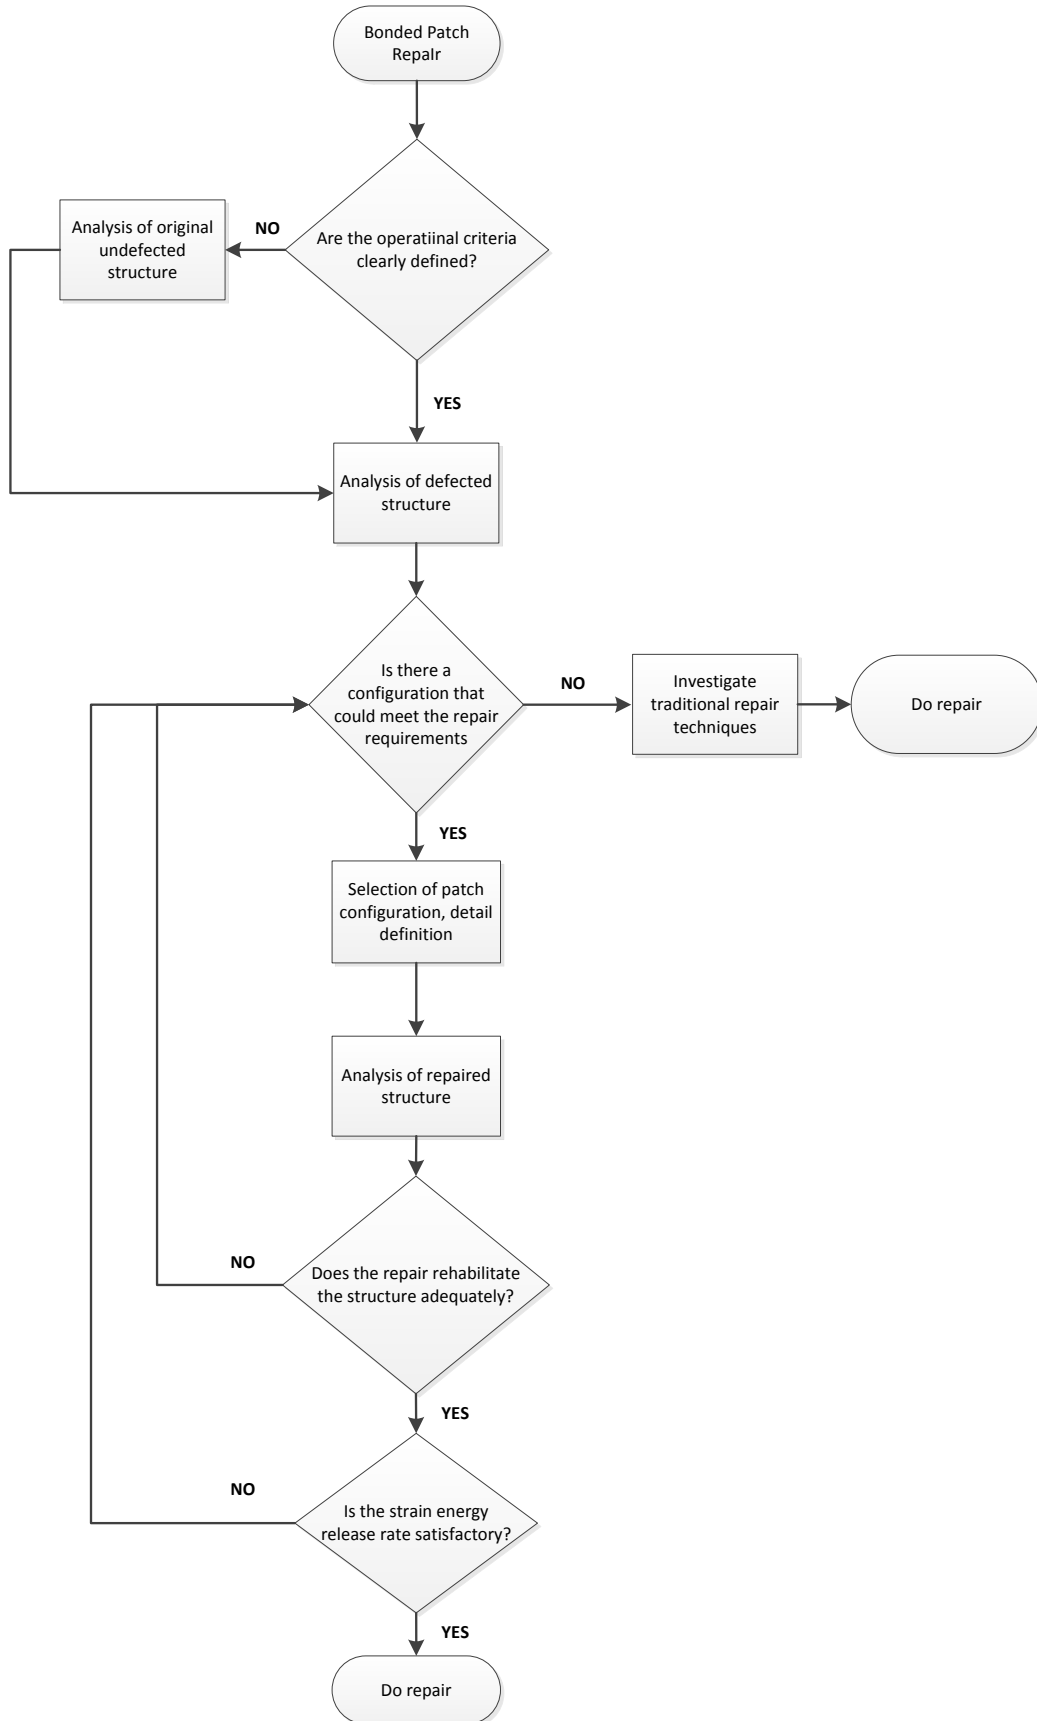 Bonded Patch
RepaIr
Are the operatiinal criteria
clearly defined?
NO
Analysis of original
undefected
structure
YES
Analysis of defected
structure
Is there a
configuration that
could meet the repair
requirements
NO
Investigate
traditional repair
techniques
Do repair
YES
Selection of patch
configuration, detail
definition
Analysis of repaired
structure
Does the repair rehabilitate
the structure adequately?
NO
YES
Is the strain energy
release rate satisfactory?
NO
YES
Do repair